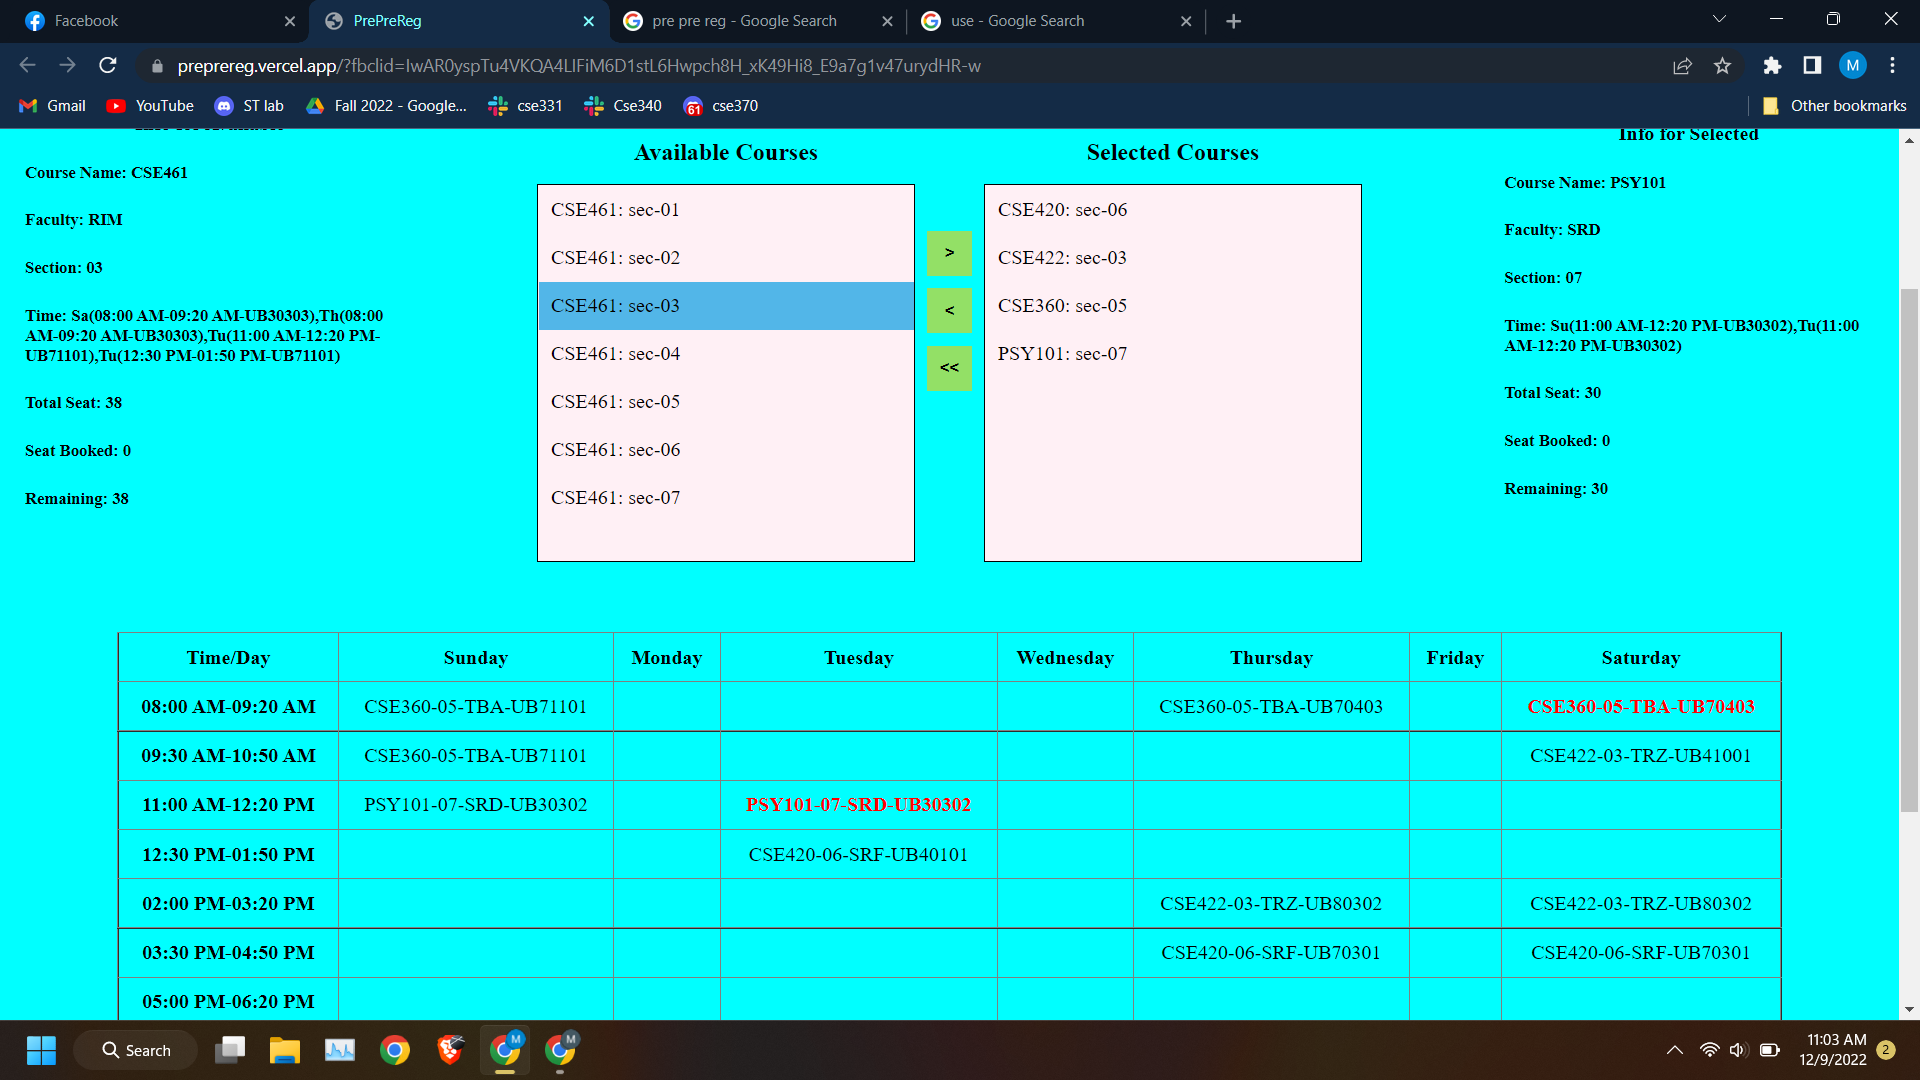 Facebook
PrePreReg
pre pre reg - Google Search
use - Google Search
preprereg.vercel.app/?fbclid=IwAR0yspTu4VKQA4LlFiM6D1stL6Hwpch8H_xK49Hi8_E9a7g1v47urydHR-w
M
Gmail
YouTube
ST lab
Fall 2022 - Google...
cse331
Cse340
61
cse370
Other bookmarks
Info for Selected
Available Courses
Selected Courses
Course Name: CSE461
Faculty: RIM
Section: 03
Time: Sa(08:00 AM-09:20 AM-UB30303),Th(08:00
AM-09:20 AM-UB30303),Tu(11:00 AM-12:20 PM-
UB71101),Tu(12:30 PM-01:50 PM-UB71101)
Total Seat: 38
Seat Booked: 0
Remaining: 38
CSE461: sec-01
CSE461: sec-02
CSE461: sec-03
CSE461: sec-04
CSE461: sec-05
CSE461: sec-06
CSE461: sec-07
>
<
<<
CSE420: sec-06
CSE422: sec-03
CSE360: sec-05
PSY101: sec-07
Course Name: PSY101
Faculty: SRD
Section: 07
Time: Su(11:00 AM-12:20 PM-UB30302),Tu(11:00
AM-12:20 PM-UB30302)
Total Seat: 30
Seat Booked: 0
Remaining: 30
Time/Day Sunday Monday Tuesday Wednesday Thursday Friday Saturday
08:00 AM-09:20 AM CSE360-05-TBA-UB71101 CSE360-05-TBA-UB70403 CSE360-05-TBA-UB70403
09:30 AM-10:50 AM CSE360-05-TBA-UB71101 CSE422-03-TRZ-UB41001
11:00 AM-12:20 PM PSY101-07-SRD-UB30302 PSY101-07-SRD-UB30302
12:30 PM-01:50 PM CSE420-06-SRF-UB40101
02:00 PM-03:20 PM CSE422-03-TRZ-UB80302 CSE422-03-TRZ-UB80302
03:30 PM-04:50 PM CSE420-06-SRF-UB70301 CSE420-06-SRF-UB70301
05:00 PM-06:20 PM
Search
M
M
11:03 AM
12/9/2022
2